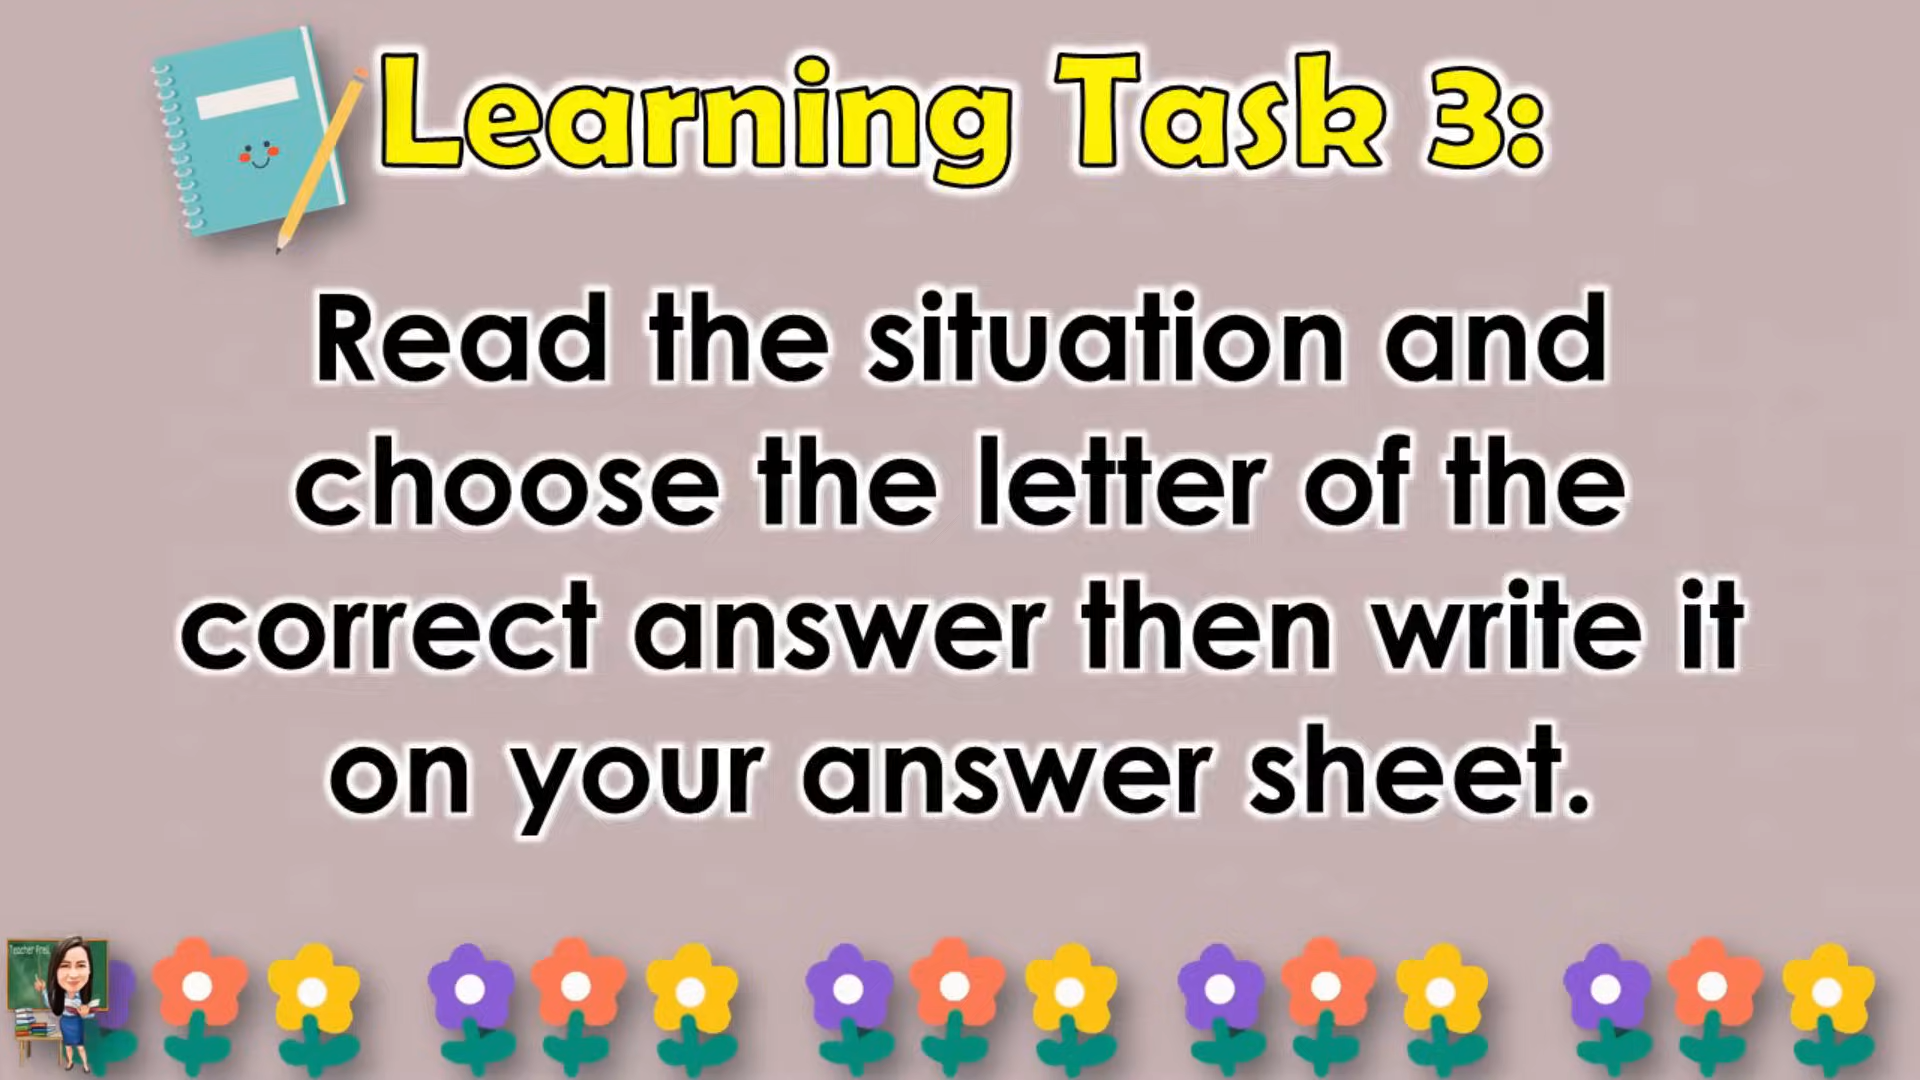 Learning Task 3:
Read the situation and
choose the letter of the
correct answer then write it
on your answer sheet.